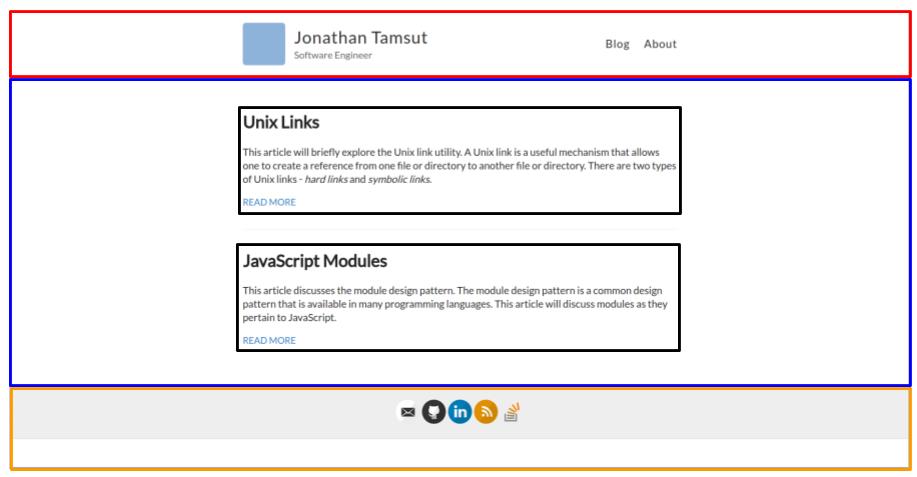 Jonathan Tamsut
Software Engineer
Blog About
Unix Links
This article will briefly explore the Unix link utility. A Unix link is a useful mechanism that allows
one to create a reference from one file or directory to another file or directory. There are two types
of Unix links - hard links and symbolic links.
READ MORE
JavaScript Modules
This article discusses the module design pattern. The module design pattern is a common design
pattern that is available in many programming languages. This article will discuss modules as they
pertain to JavaScript.
READ MORE
in